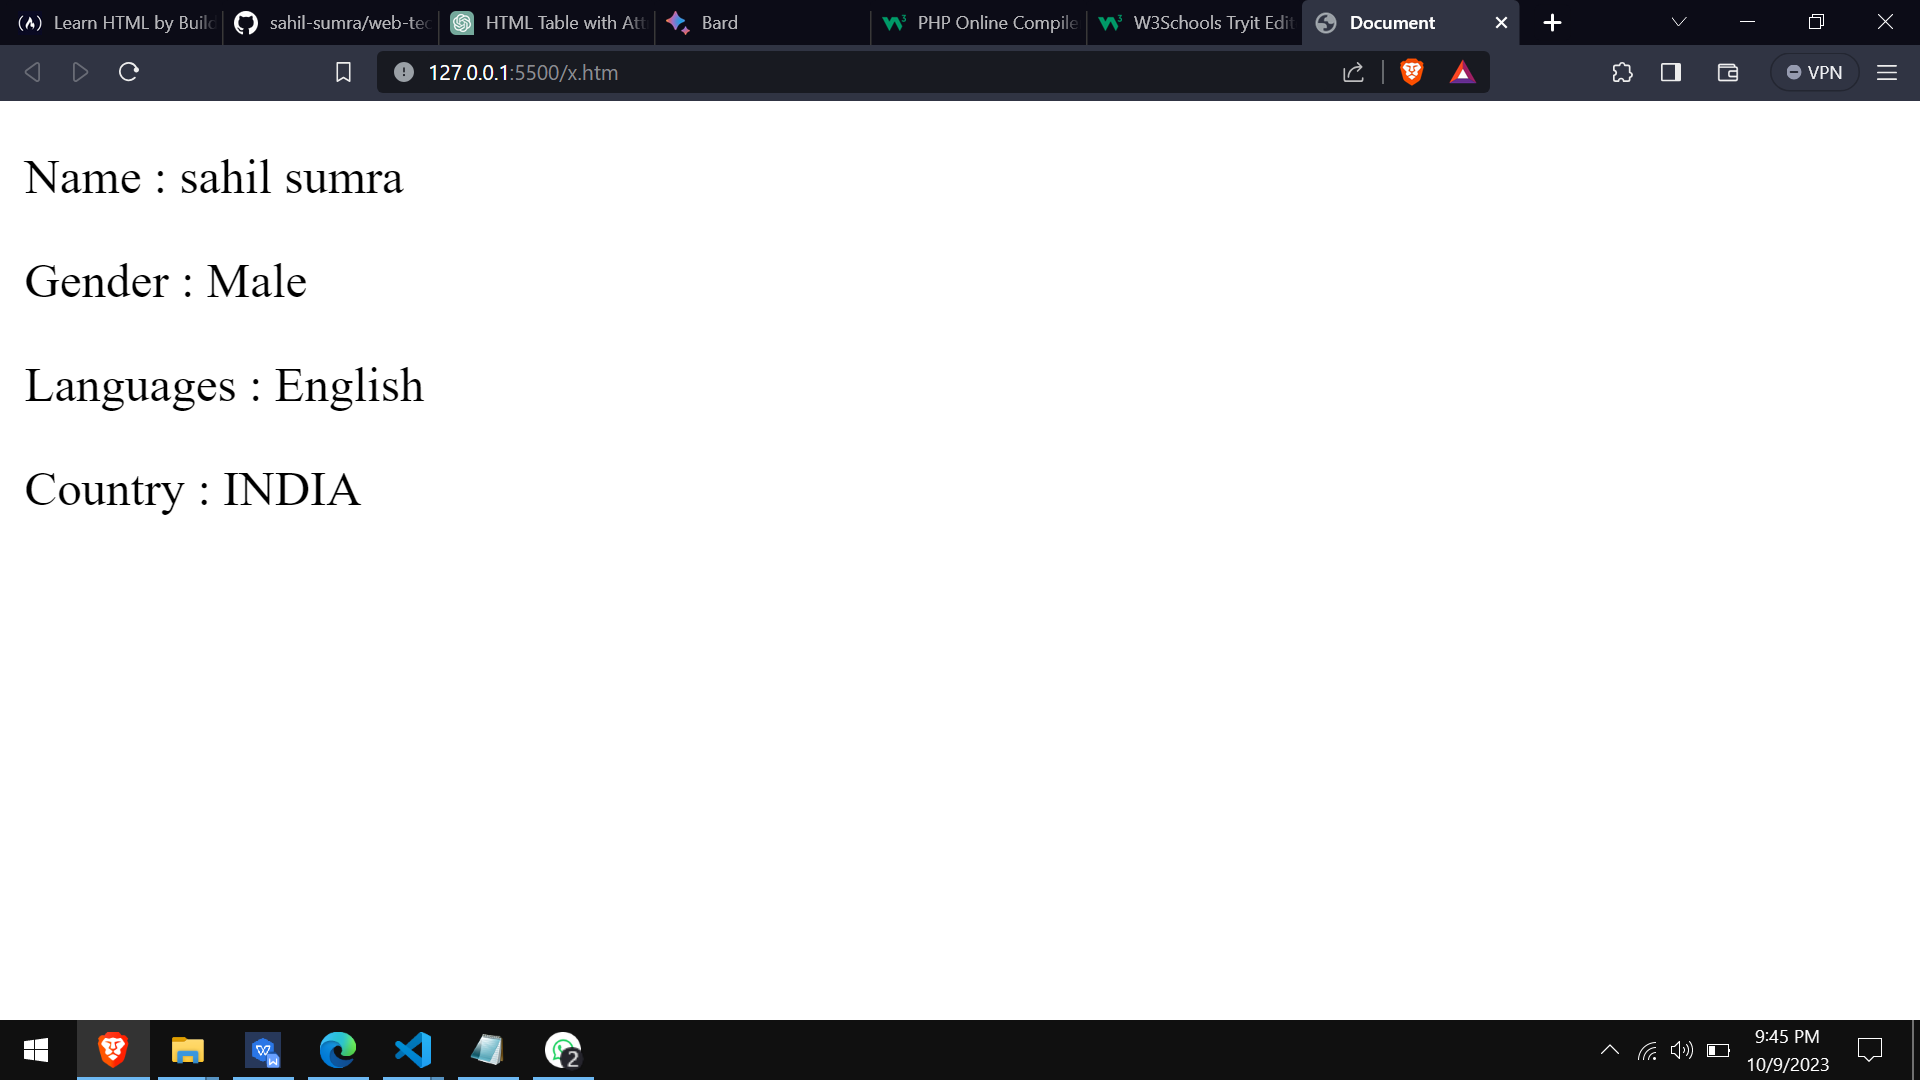 Learn HTML by Build
sahil-sumra/web-tec
HTML Table with Att
Bard
PHP Online Compile
W3Schools Tryit Edit
Document
127.0.0.1:5500/x.htm
VPN
Name : sahil sumra
Gender : Male
Languages : English
Country : INDIA
2
9:45 PM
10/9/2023